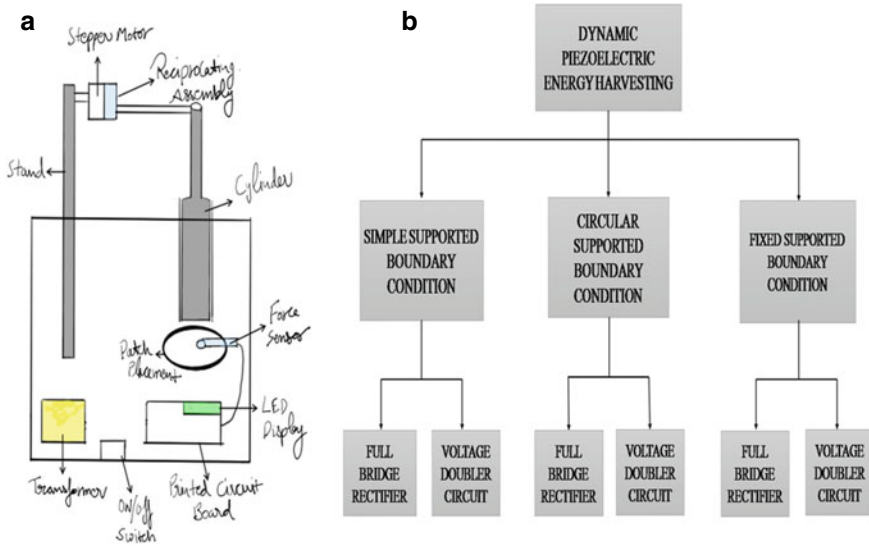 a
Stepper Motor
Reciprocating
Assembly
Stand
Cylinder
Force
Sensor
Patch
Placement
LED
Display
Transformer
ON/off
Switch
Printed Circuit
Board
b
DYNAMIC
PIEZOELECTRIC
ENERGY HARVESTING
SIMPLE SUPPORTED
BOUNDARY
CONDITION
CIRCULAR
SUPPORTED
BOUNDARY
CONDITION
FIXED SUPPORTED
BOUNDARY
CONDITION
FULL
BRIDGE
RECTIFIER
VOLTAGE
DOUBLER
CIRCUIT
FULL
BRIDGE
RECTIFIER
VOLTAGE
DOUBLER
CIRCUIT
FULL
BRIDGE
RECTIFIER
VOLTAGE
DOUBLER
CIRCUIT